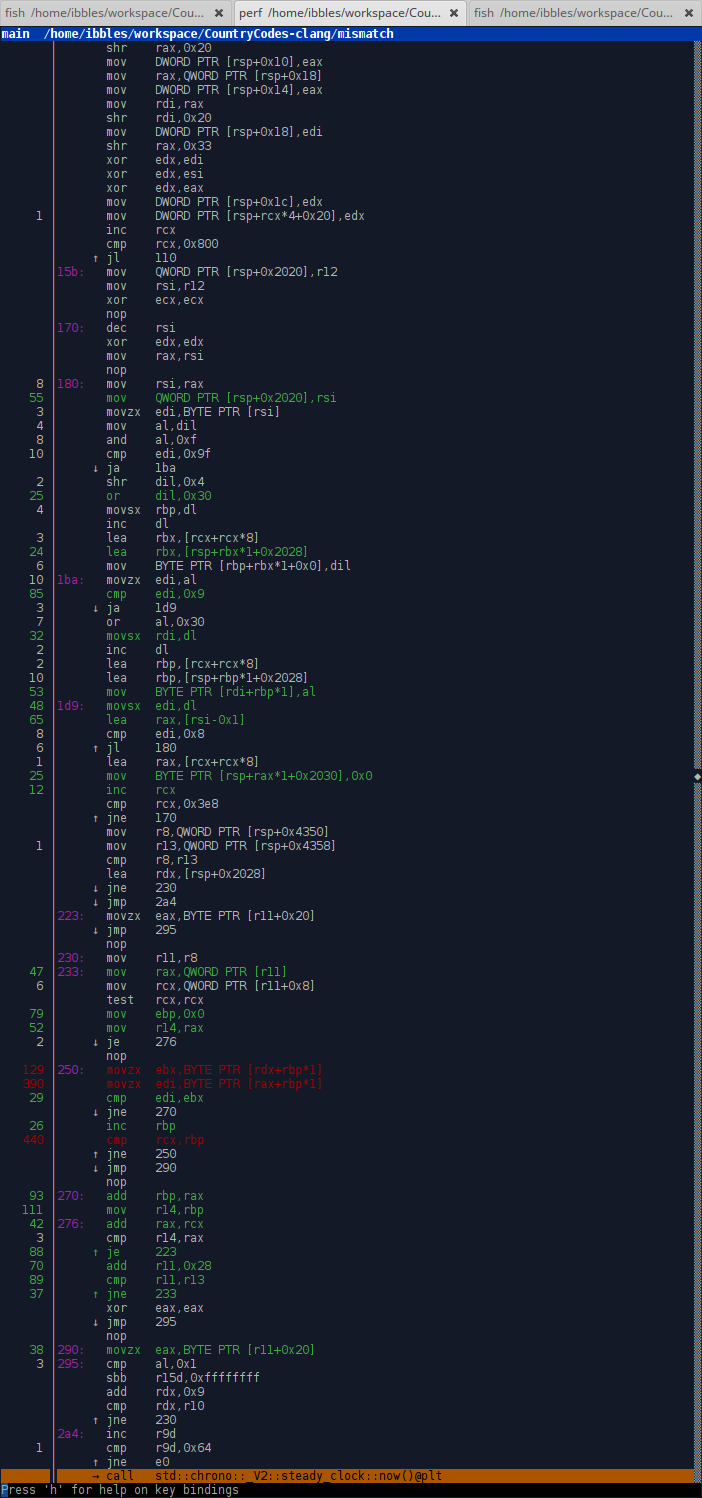 fish /home/ibbles/workspace/Cou... perf /home/ibbles/workspace/Cou... fish /home/ibbles/workspace/Cou...
main /home/ibbles/workspace/CountryCodes-clang/mismatch
shr rax,0x20
mov DWORD PTR [rsp+0x10],eax
mov rax,QWORD PTR [rsp+0x18]
mov DWORD PTR [rsp+0x14],eax
mov rdi,rax
shr rdi,0x20
mov DWORD PTR [rsp+0x18],edi
shr rax,0x33
xor edx,edi
xor edx,esi
xor edx,eax
mov DWORD PTR [rsp+0x1c],edx
1 mov DWORD PTR [rsp+rcx*4+0x20],edx
inc rcx
cmp rcx,0x800
↑ jl 110
15b: mov QWORD PTR [rsp+0x2020],r12
mov rsi,r12
xor ecx,ecx
nop
170: dec rsi
xor edx,edx
mov rax,rsi
nop
8 180: mov rsi,rax
55 mov QWORD PTR [rsp+0x2020],rsi
3 movzx edi,BYTE PTR [rsi]
4 mov al,dil
8 and al,0xf
10 cmp edi,0x9f
↓ ja 1ba
2 shr dil,0x4
25 or dil,0x30
4 movsx rbp,dl
inc dl
3 lea rbx,[rcx+rcx*8]
24 lea rbx,[rsp+rbx*1+0x2028]
6 mov BYTE PTR [rbp+rbx*1+0x0],dil
10 1ba: movzx edi,al
85 cmp edi,0x9
3 ↓ ja 1d9
7 or al,0x30
32 movsx rdi,dl
2 inc dl
2 lea rbp,[rcx+rcx*8]
10 lea rbp,[rsp+rbp*1+0x2028]
53 mov BYTE PTR [rdi+rbp*1],al
48 1d9: movsx edi,dl
65 lea rax,[rsi-0x1]
8 cmp edi,0x8
6 ↑ jl 180
1 lea rax,[rcx+rcx*8]
25 mov BYTE PTR [rsp+rax*1+0x2030],0x0
12 inc rcx
cmp rcx,0x3e8
↑ jne 170
mov r8,QWORD PTR [rsp+0x4350]
1 mov r13,QWORD PTR [rsp+0x4358]
cmp r8,r13
lea rdx,[rsp+0x2028]
↓ jne 230
↓ jmp 2a4
223: movzx eax,BYTE PTR [r11+0x20]
↓ jmp 295
nop
230: mov r11,r8
47 233: mov rax,QWORD PTR [r11]
6 mov rcx,QWORD PTR [r11+0x8]
test rcx,rcx
79 mov ebp,0x0
52 mov r14,rax
2 ↓ je 276
nop
129 250: movzx ebx,BYTE PTR [rdx+rbp*1]
390 movzx edi,BYTE PTR [rax+rbp*1]
29 cmp edi,ebx
↓ jne 270
26 inc rbp
440 cmp rcx,rbp
↑ jne 250
↓ jmp 290
nop
93 270: add rbp,rax
111 mov r14,rbp
42 276: add rax,rcx
3 cmp r14,rax
88 ↑ je 223
70 add r11,0x28
89 cmp r11,r13
37 ↑ jne 233
xor eax,eax
↓ jmp 295
nop
38 290: movzx eax,BYTE PTR [r11+0x20]
3 295: cmp al,0x1
sbb r15d,0xffffffff
add rdx,0x9
cmp rdx,r10
↑ jne 230
2a4: inc r9d
1 cmp r9d,0x64
↑ jne e0
→ call std::chrono::_V2::steady_clock::now()@plt
Press 'h' for help on key bindings